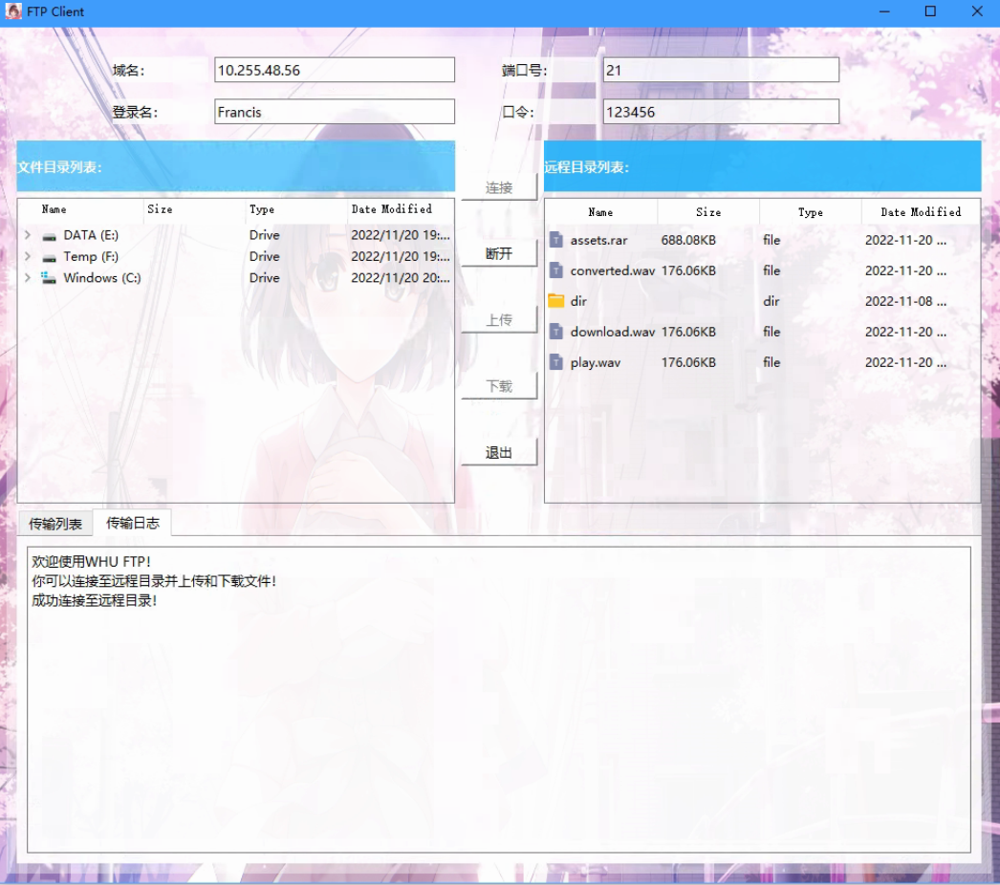 FTP Client
域名： 10.255.48.56 端口号： 21
登录名： Francis 口令： 123456
文件目录列表：
Name Size Type Date Modified
DATA (E:) Drive 2022/11/20 19:...
Temp (F:) Drive 2022/11/20 19:...
Windows (C:) Drive 2022/11/20 20:...
连接
断开
上传
下载
退出
远程目录列表：
Name Size Type Date Modified
assets.rar 688.08KB file 2022-11-20 ...
converted.wav 176.06KB file 2022-11-20 ...
dir dir 2022-11-08 ...
download.wav 176.06KB file 2022-11-20 ...
play.wav 176.06KB file 2022-11-20 ...
传输列表 传输日志
欢迎使用WHU FTP!
你可以连接至远程目录并上传和下载文件!
成功连接至远程目录!